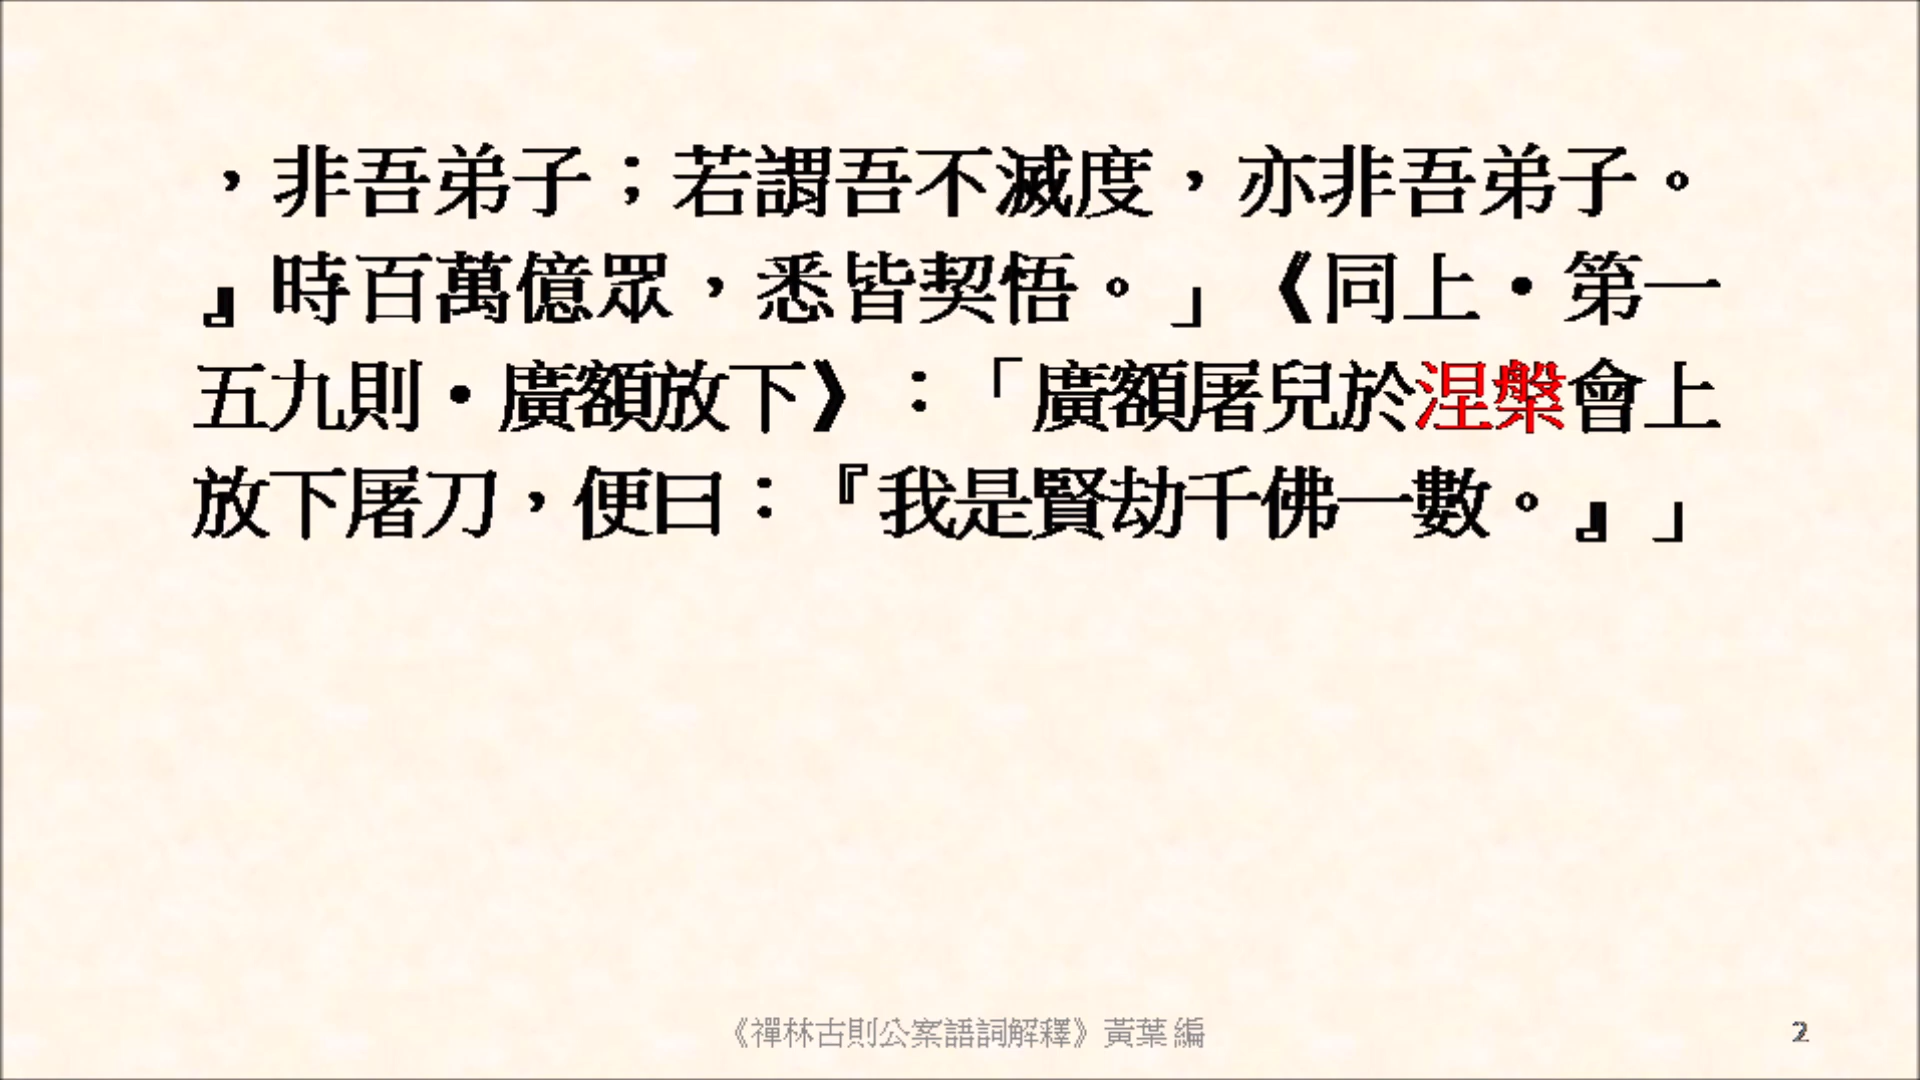 ，非吾弟子；若謂吾不滅度，亦非吾弟子。
』時百萬億眾，悉皆契悟。」《同上•第一
五九則•廣額放下》：「廣額屠兒於涅槃會上
放下屠刀，便曰：『我是賢劫千佛一數。』」
《禪林古則公案語詞解釋》黃葉 編
2